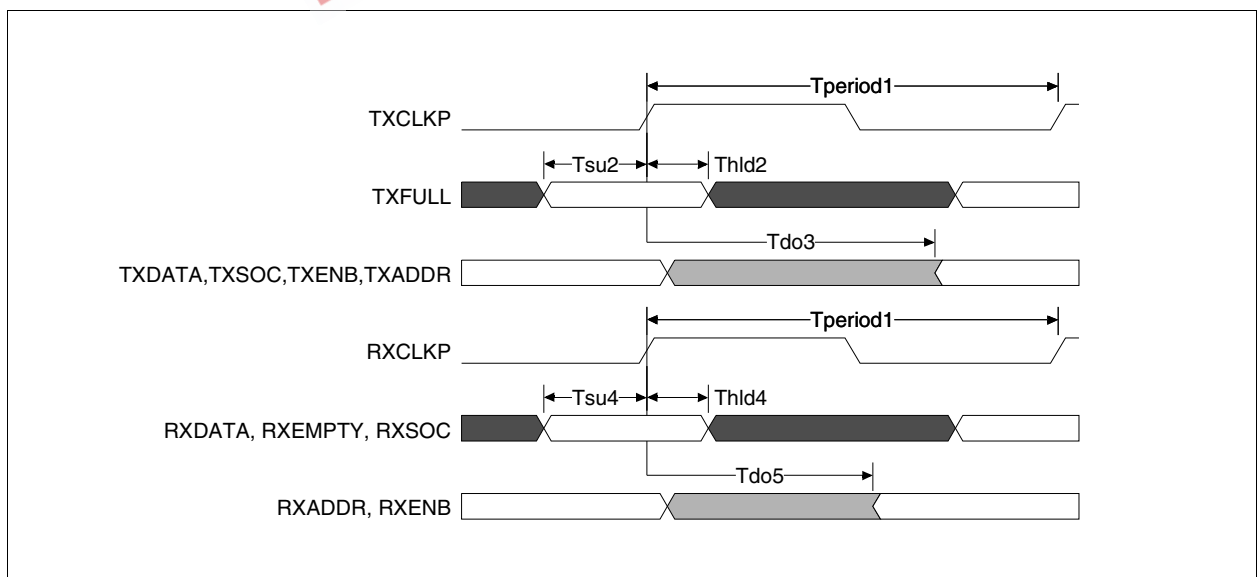 Tperiod1
TXCLKP
Tsu2
Thld2
TXFULL
Tdo3
TXDATA,TXSOC,TXENB,TXADDR
Tperiod1
RXCLKP
Tsu4
Thld4
RXDATA, RXEMPTY, RXSOC
Tdo5
RXADDR, RXENB